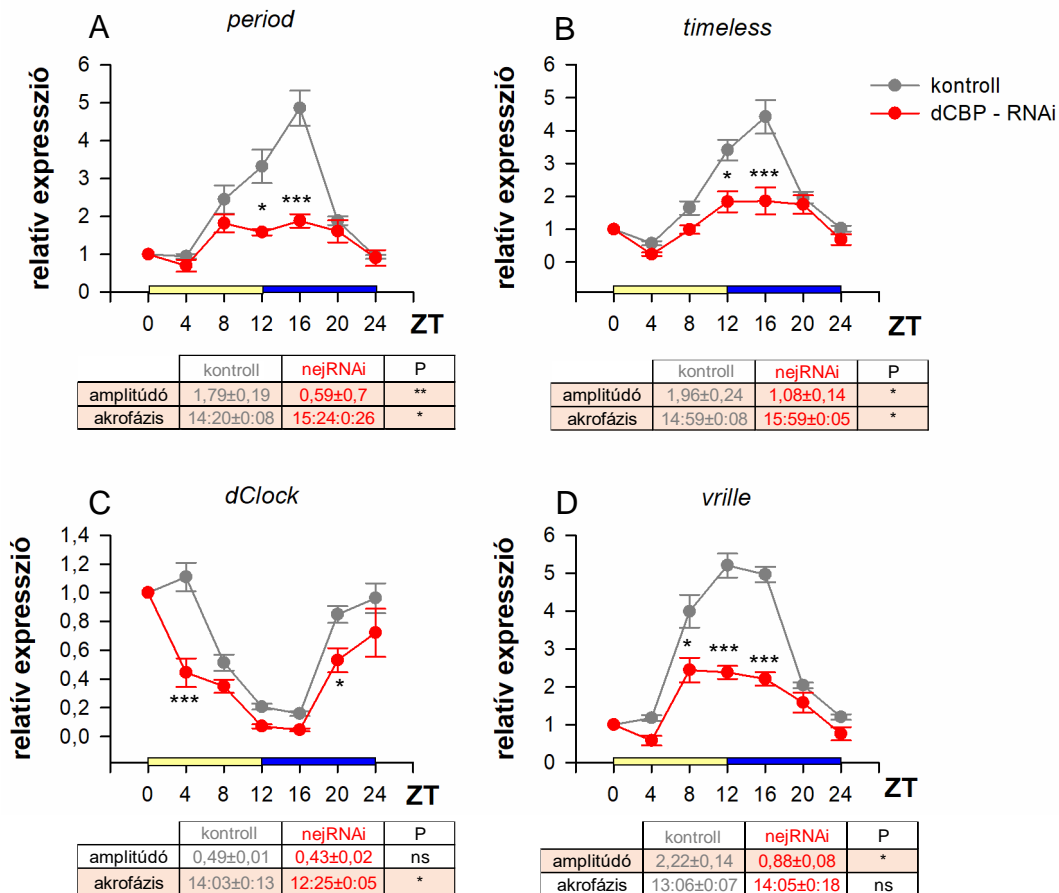 A
period
relatív expresszió
6
5
4
3
2
1
0
*
***
0 4 8 12 16 20 24 ZT
kontroll nejRNAi P
amplitúdó 1,79±0,19 0,59±0,7 **
akrofázis 14:20±0:08 15:24:0:26 *
B
timeless
relatív expresszió
6
5
4
3
2
1
0
*
***
0 4 8 12 16 20 24 ZT
kontroll
dCBP - RNAi
kontroll nejRNAi P
amplitúdó 1,96±0,24 1,08±0,14 *
akrofázis 14:59±0:08 15:59±0:05 *
C
dClock
relatív expresszió
1,4
1,2
1,0
0,8
0,6
0,4
0,2
0,0
***
*
0 4 8 12 16 20 24 ZT
kontroll nejRNAi P
amplitúdó 0,49±0,01 0,43±0,02 ns
akrofázis 14:03±0:13 12:25±0:05 *
D
vrille
relatív expresszió
6
5
4
3
2
1
0
*
***
***
0 4 8 12 16 20 24 ZT
kontroll nejRNAi P
amplitúdó 2,22±0,14 0,88±0,08 *
akrofázis 13:06±0:07 14:05±0:18 ns